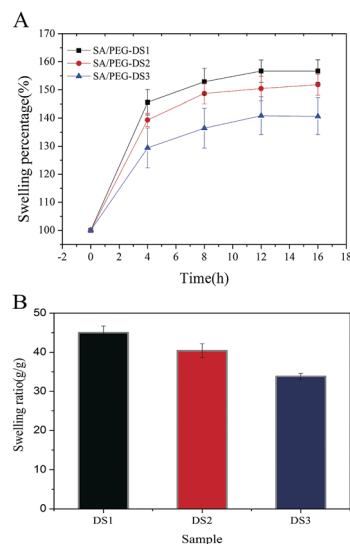 A
SA/PEG-DS1
SA/PEG-DS2
SA/PEG-DS3
Swelling percentage(%)
160
150
140
130
120
110
100
-2 0 2 4 6 8 10 12 14 16 18
Time(h)
B
Swelling ratio(g/g)
50
40
30
20
10
0
DS1 DS2 DS3
Sample